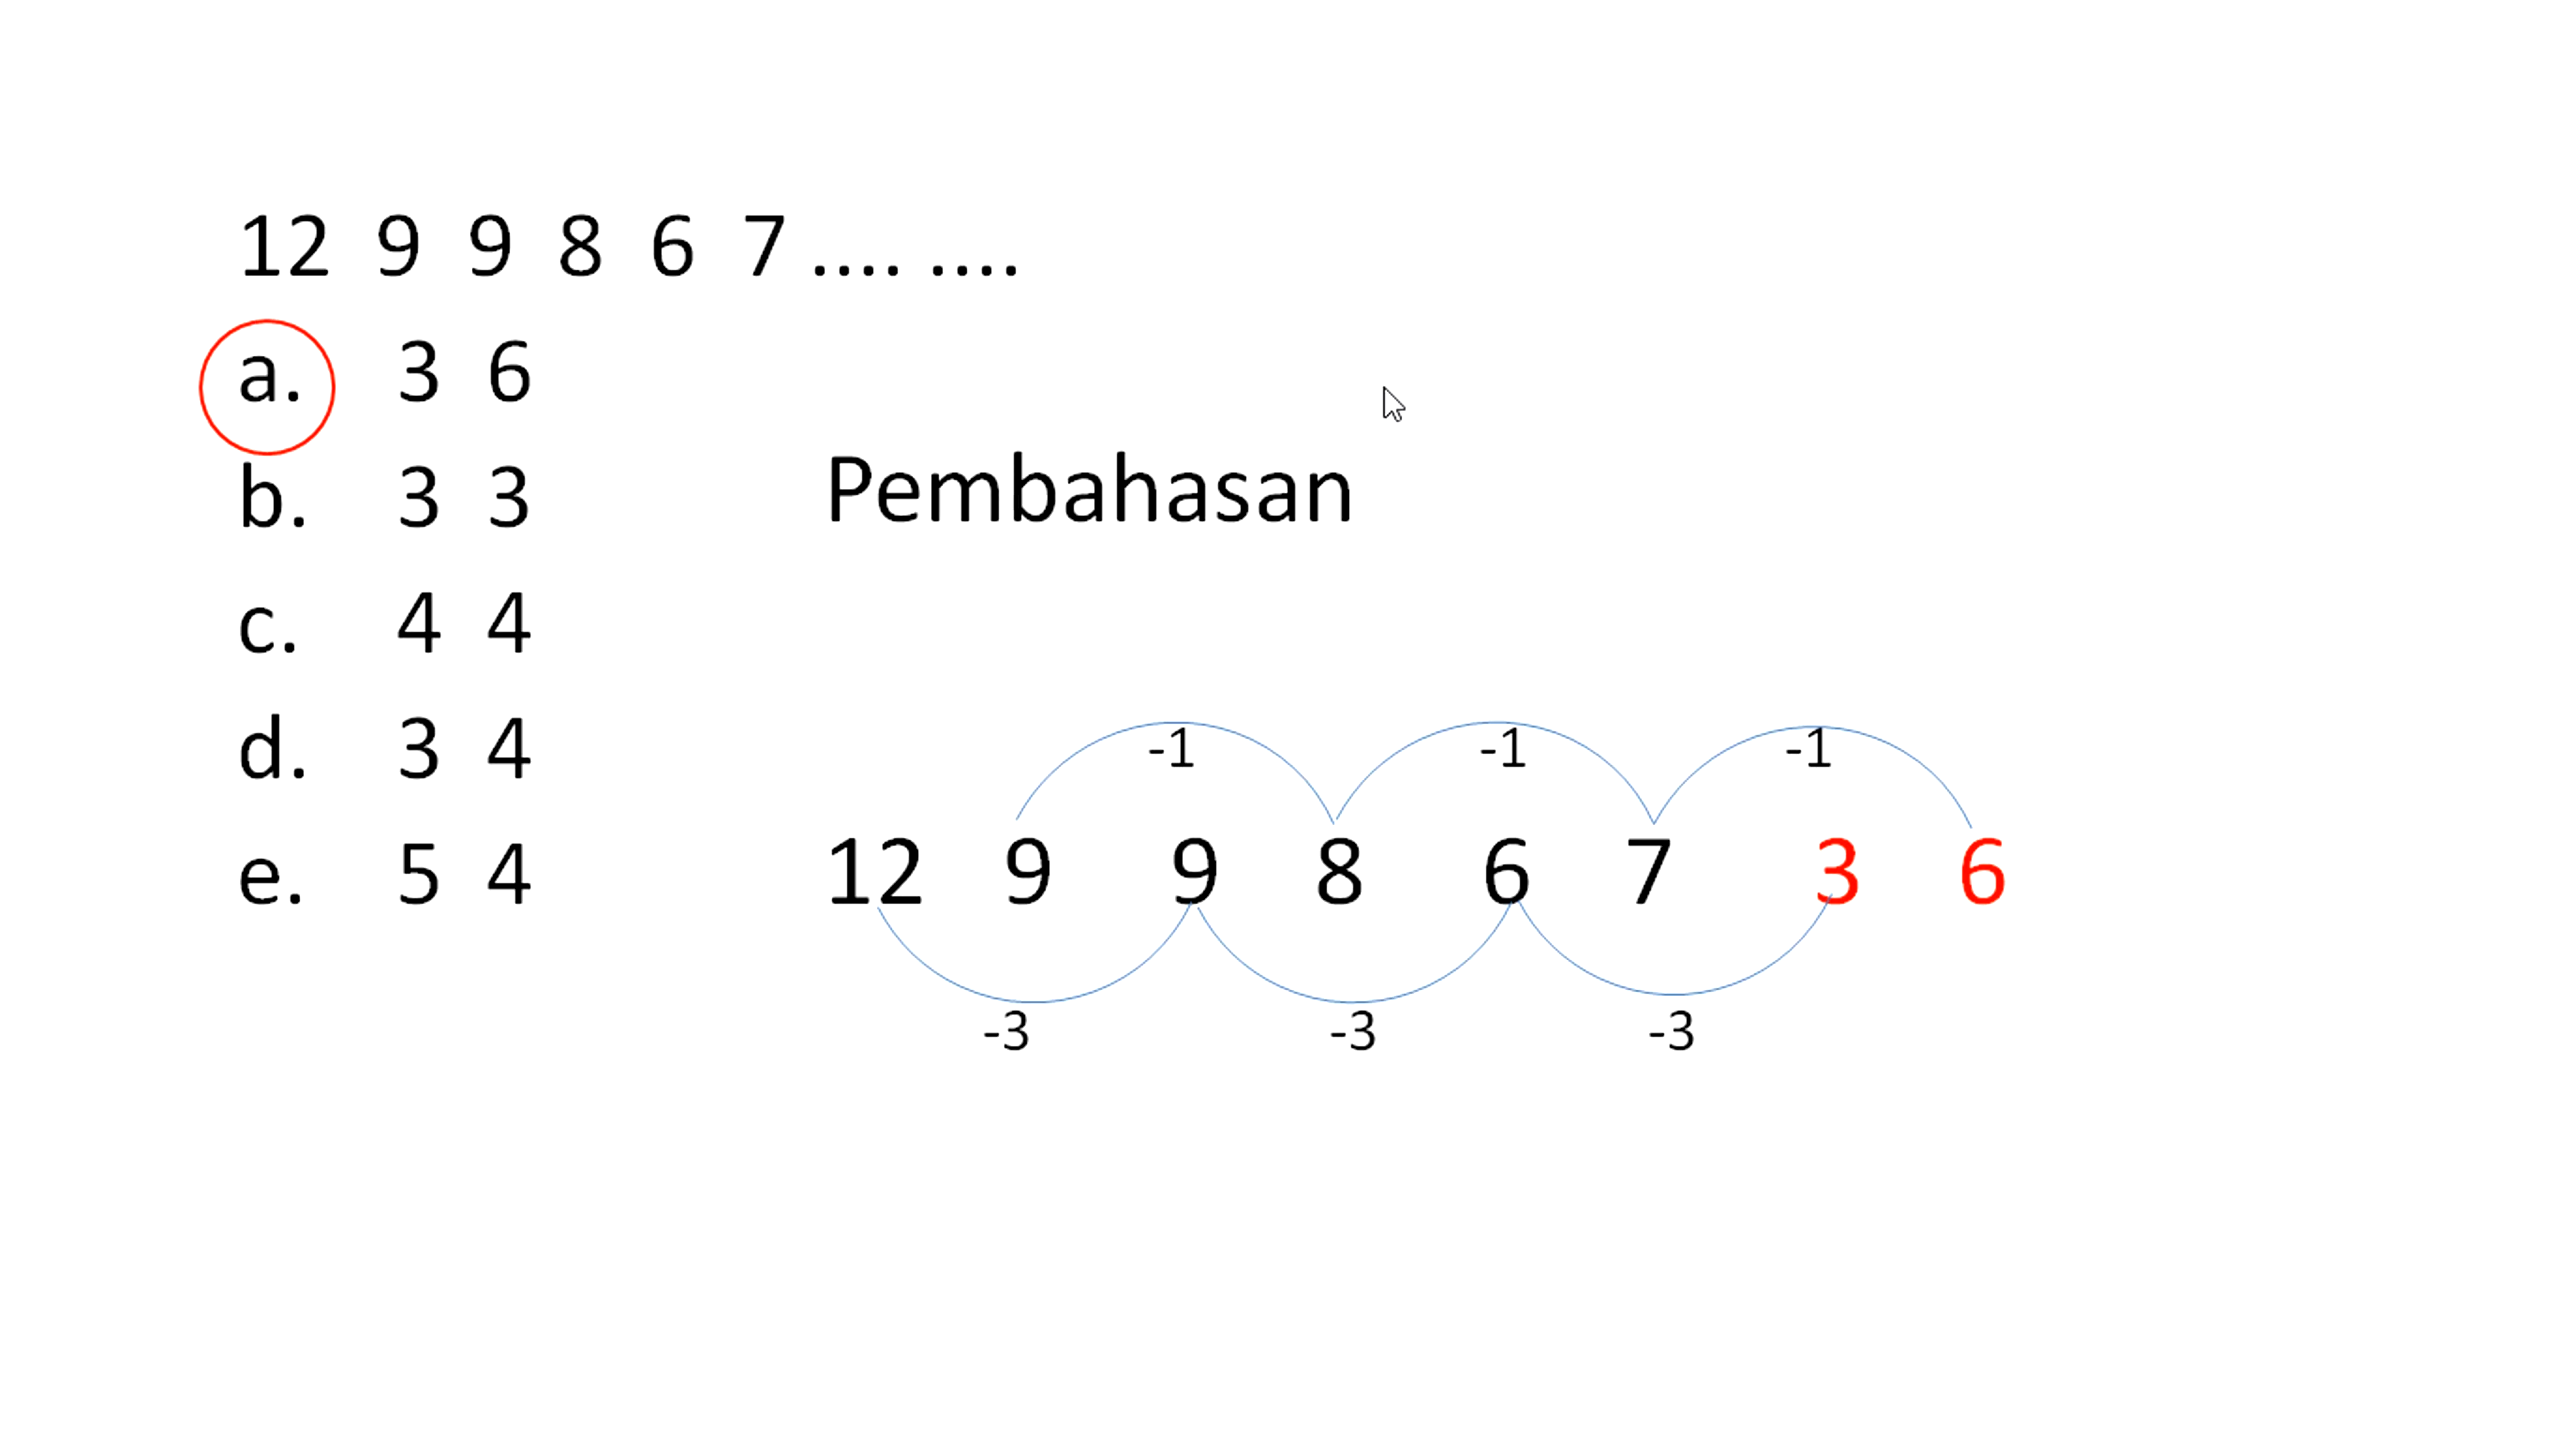 12 9 9 8 6 7 .... ....
a. 3 6
b. 3 3
c. 4 4
d. 3 4
e. 5 4
Pembahasan
-1 -1 -1
12 9 9 8 6 7 3 6
-3 -3 -3